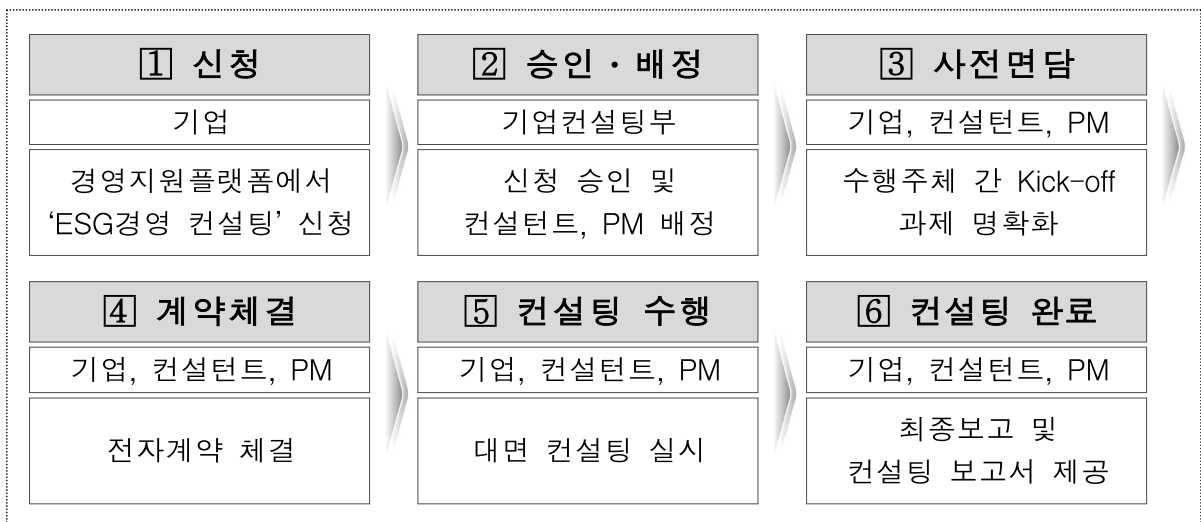 1 신청
기업
경영지원플랫폼에서
‘ESG경영 컨설팅’ 신청
2 승인·배정
기업컨설팅부
신청 승인 및
컨설턴트, PM 배정
3 사전면담
기업, 컨설턴트, PM
수행주체 간 Kick-off
과제 명확화
4 계약체결
기업, 컨설턴트, PM
전자계약 체결
5 컨설팅 수행
기업, 컨설턴트, PM
대면 컨설팅 실시
6 컨설팅 완료
기업, 컨설턴트, PM
최종보고 및
컨설팅 보고서 제공